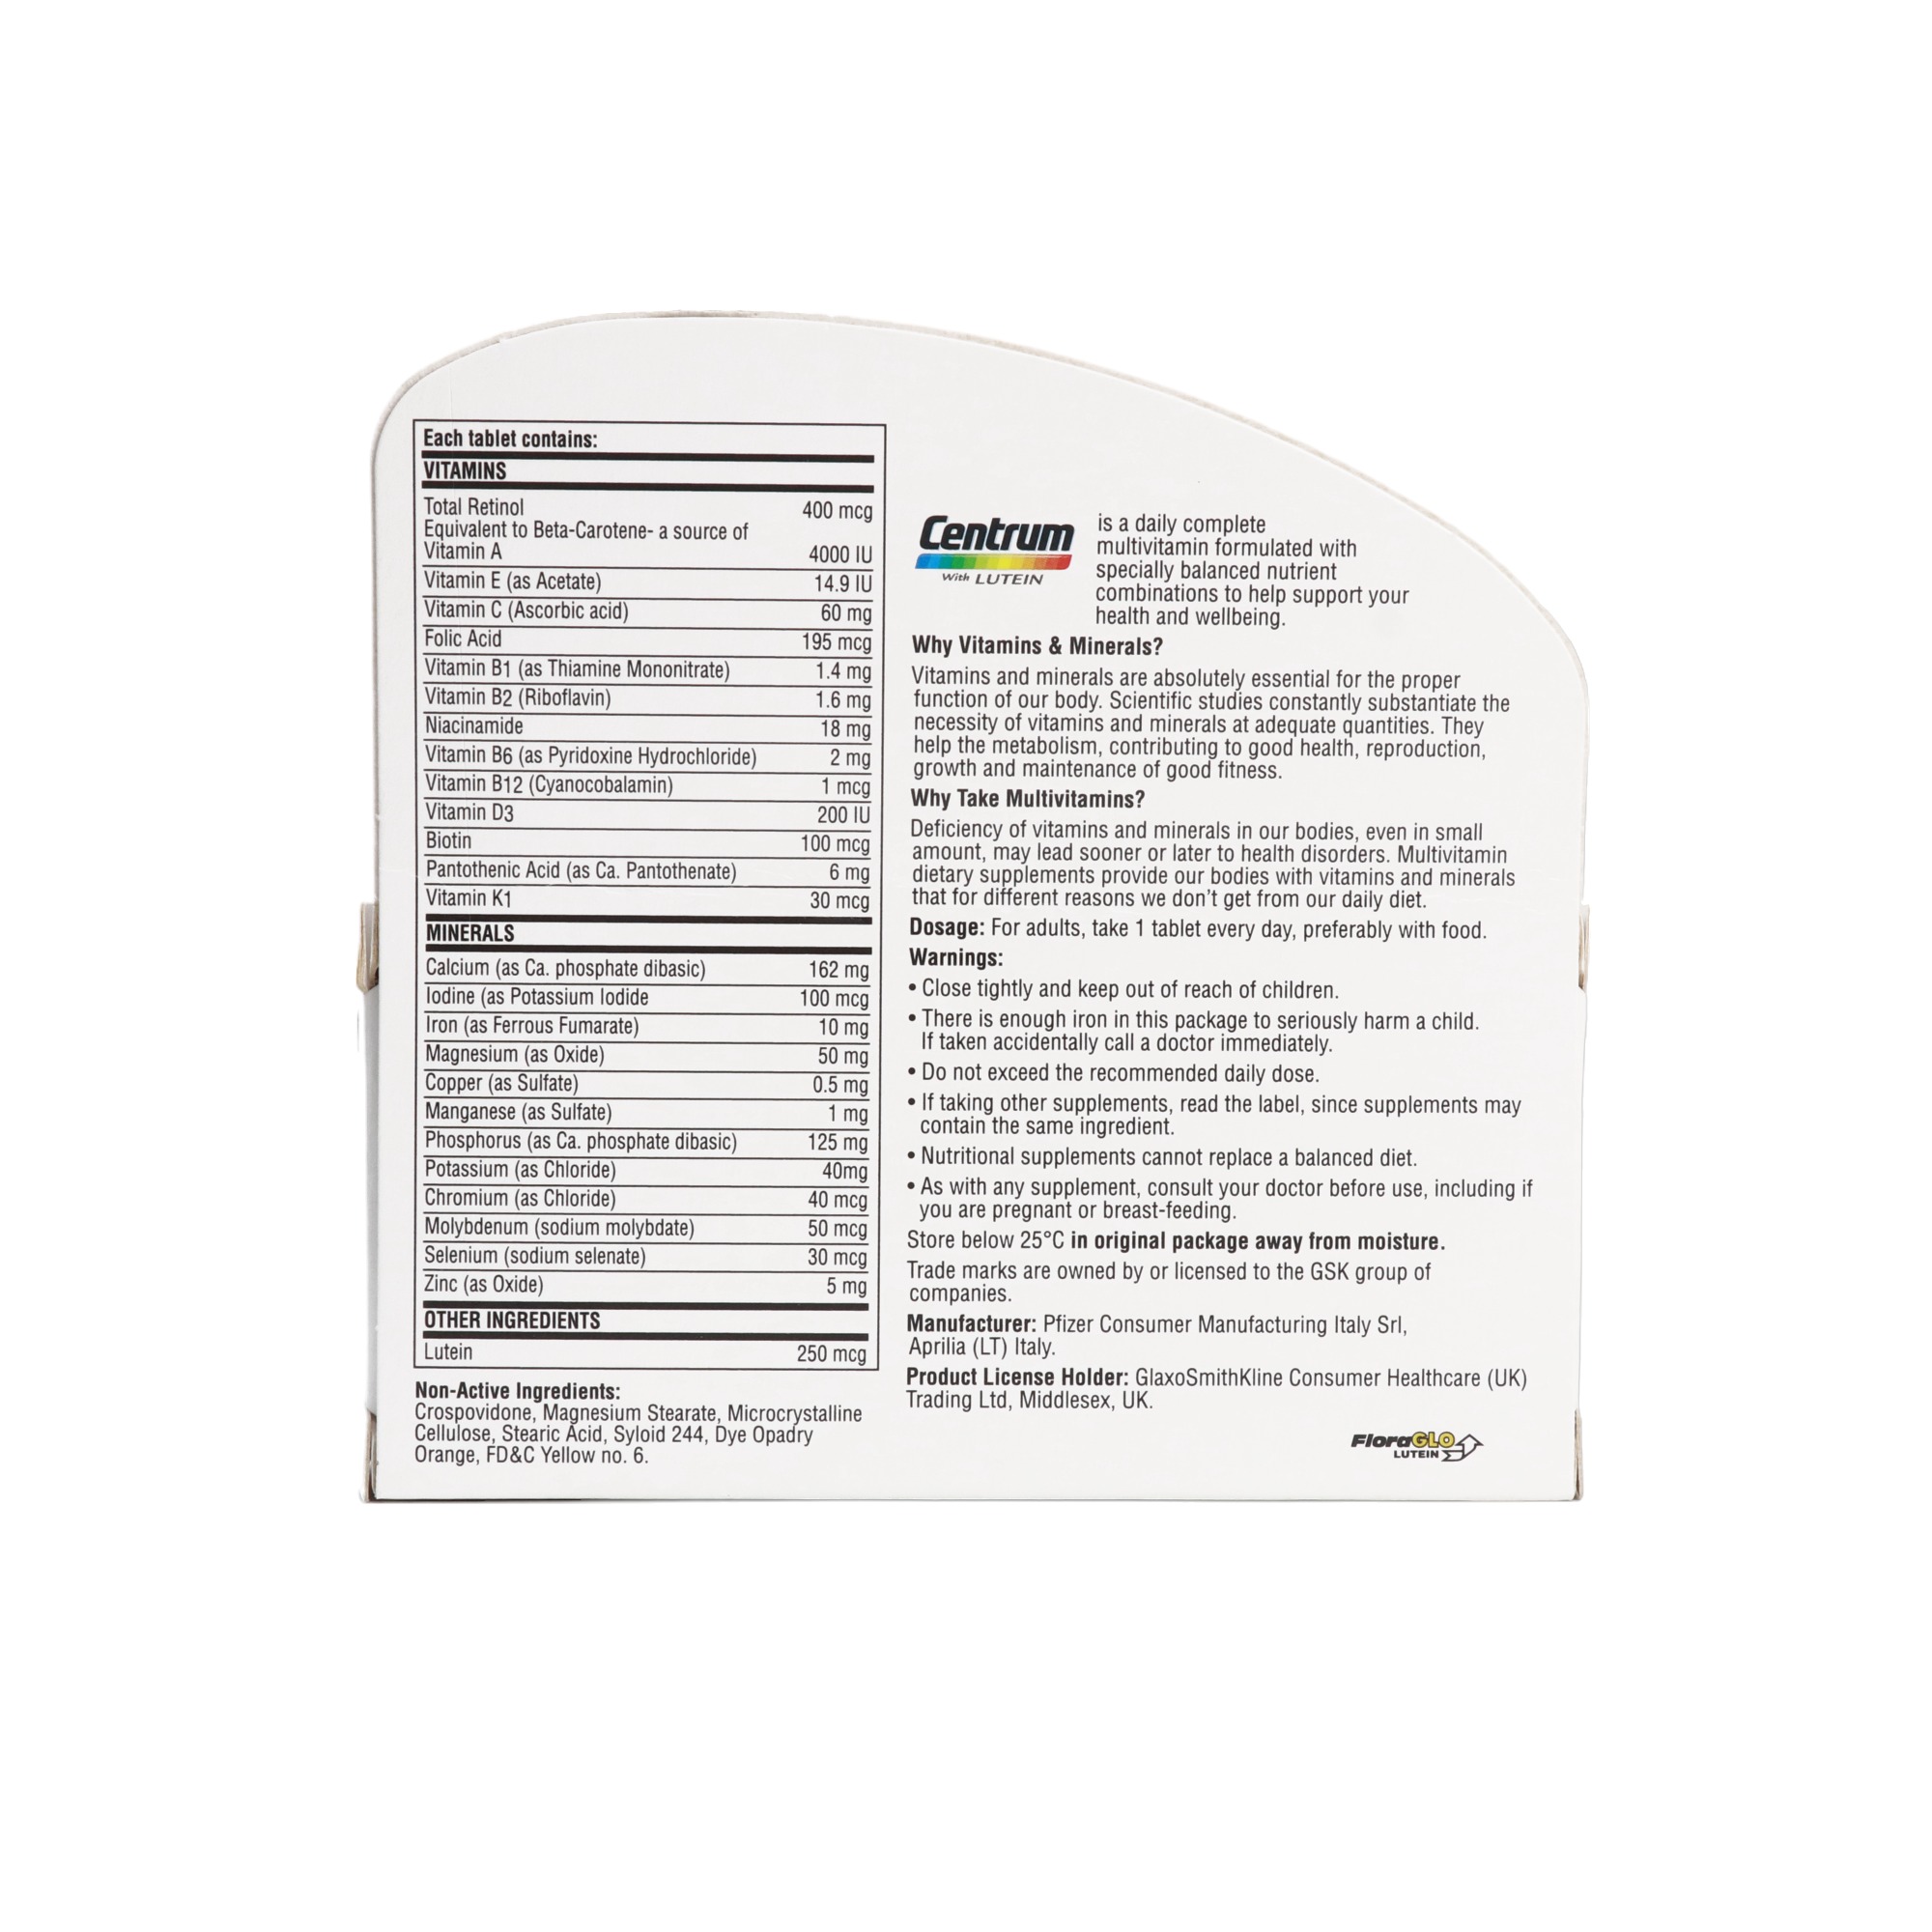 Each tablet contains:
VITAMINS
Total Retinol 400 mcg
Equivalent to Beta-Carotene- a source of
Vitamin A 4000 IU
Vitamin E (as Acetate) 14.9 IU
Vitamin C (Ascorbic acid) 60 mg
Folic Acid 195 mcg
Vitamin B1 (as Thiamine Mononitrate) 1.4 mg
Vitamin B2 (Riboflavin) 1.6 mg
Niacinamide 18 mg
Vitamin B6 (as Pyridoxine Hydrochloride) 2 mg
Vitamin B12 (Cyanocobalamin) 1 mcg
Vitamin D3 200 IU
Biotin 100 mcg
Pantothenic Acid (as Ca. Pantothenate) 6 mg
Vitamin K1 30 mcg
MINERALS
Calcium (as Ca. phosphate dibasic) 162 mg
Iodine (as Potassium Iodide 100 mcg
Iron (as Ferrous Fumarate) 10 mg
Magnesium (as Oxide) 50 mg
Copper (as Sulfate) 0.5 mg
Manganese (as Sulfate) 1 mg
Phosphorus (as Ca. phosphate dibasic) 125 mg
Potassium (as Chloride) 40mg
Chromium (as Chloride) 40 mcg
Molybdenum (sodium molybdate) 50 mcg
Selenium (sodium selenate) 30 mcg
Zinc (as Oxide) 5 mg
OTHER INGREDIENTS
Lutein 250 mcg
Non-Active Ingredients:
Crospovidone, Magnesium Stearate, Microcrystalline
Cellulose, Stearic Acid, Syloid 244, Dye Opadry
Orange, FD&C Yellow no. 6.
Centrum
With LUTEIN
is a daily complete
multivitamin formulated with
specially balanced nutrient
combinations to help support your
health and wellbeing.
Why Vitamins & Minerals?
Vitamins and minerals are absolutely essential for the proper
function of our body. Scientific studies constantly substantiate the
necessity of vitamins and minerals at adequate quantities. They
help the metabolism, contributing to good health, reproduction,
growth and maintenance of good fitness.
Why Take Multivitamins?
Deficiency of vitamins and minerals in our bodies, even in small
amount, may lead sooner or later to health disorders. Multivitamin
dietary supplements provide our bodies with vitamins and minerals
that for different reasons we don't get from our daily diet.
Dosage: For adults, take 1 tablet every day, preferably with food.
Warnings:
• Close tightly and keep out of reach of children.
• There is enough iron in this package to seriously harm a child.
If taken accidentally call a doctor immediately.
• Do not exceed the recommended daily dose.
• If taking other supplements, read the label, since supplements may
contain the same ingredient.
• Nutritional supplements cannot replace a balanced diet.
• As with any supplement, consult your doctor before use, including if
you are pregnant or breast-feeding.
Store below 25°C in original package away from moisture.
Trade marks are owned by or licensed to the GSK group of
companies.
Manufacturer: Pfizer Consumer Manufacturing Italy Srl,
Aprilia (LT) Italy.
Product License Holder: GlaxoSmithKline Consumer Healthcare (UK)
Trading Ltd, Middlesex, UK.
FloraGLO
LUTEIN